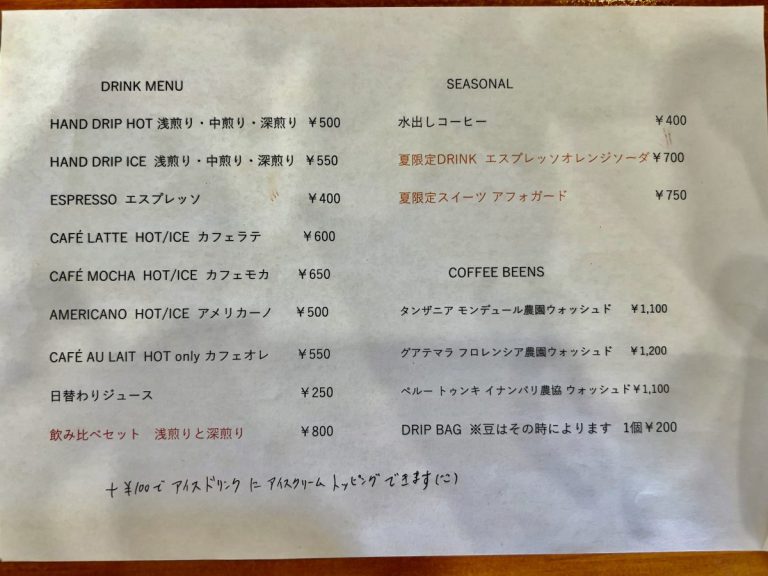 DRINK MENU
HAND DRIP HOT 浅煎り・中煎り・深煎り ¥500
HAND DRIP ICE 浅煎り・中煎り・深煎り ¥550
ESPRESSO エスプレッソ ¥400
CAFÉ LATTE HOT/ICE カフェラテ ¥600
CAFÉ MOCHA HOT/ICE カフェモカ ¥650
AMERICANO HOT/ICE アメリカーノ ¥500
CAFÉ AU LAIT HOT only カフェオレ ¥550
日替わりジュース ¥250
飲み比べセット 浅煎りと深煎り ¥800
SEASONAL
水出しコーヒー ¥400
夏限定DRINK エスプレッソオレンジソーダ ¥700
夏限定スイーツ アフォガード ¥750
COFFEE BEENS
タンザニア モンデュール農園ウォッシュド ¥1,100
グアテマラ フロレンシア農園ウォッシュド ¥1,200
ペルー トゥンキ イナンバリ農協 ウォッシュド ¥1,100
DRIP BAG ※豆はその時によります 1個¥200
+¥100で アイスドリンク に アイスクリーム トッピング できます(^^)